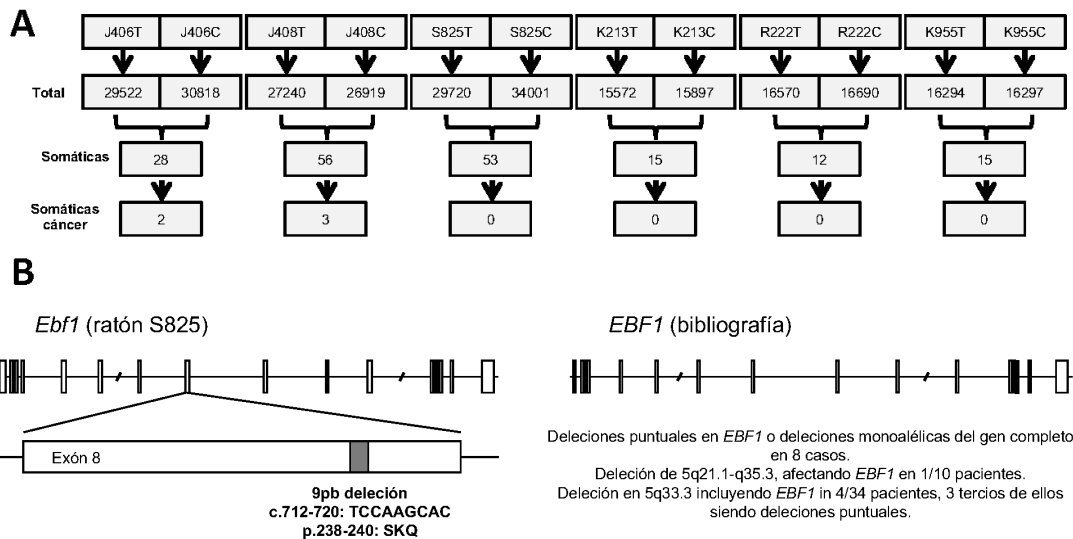 A
J406T J406C J408T J408C S825T S825C K213T K213C R222T R222C K955T K955C
Total 29522 30818 27240 26919 29720 34001 15572 15897 16570 16690 16294 16297
Somáticas 28 56 53 15 12 15
Somáticas
cáncer 2 3 0 0 0 0
B
Ebf1 (ratón S825)
Exón 8
9pb deleción
c.712-720: TCCAAGCAC
p.238-240: SKQ
EBF1 (bibliografía)
Deleciones puntuales en EBF1 o deleciones monoalélicas del gen completo
en 8 casos.
Deleción de 5q21.1-q35.3, afectando EBF1 en 1/10 pacientes.
Deleción en 5q33.3 incluyendo EBF1 in 4/34 pacientes, 3 tercios de ellos
siendo deleciones puntuales.